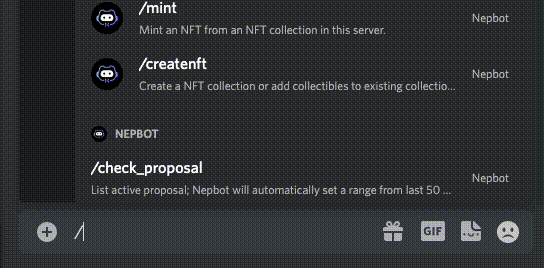 /mint
Mint an NFT from an NFT collection in this server.
Nepbot
/createnft
Create a NFT collection or add collectibles to existing collectio...
Nepbot
NEPBOT
/check_proposal
List active proposal; Nepbot will automatically set a range from last 50 ...
Nepbot
/
GIF